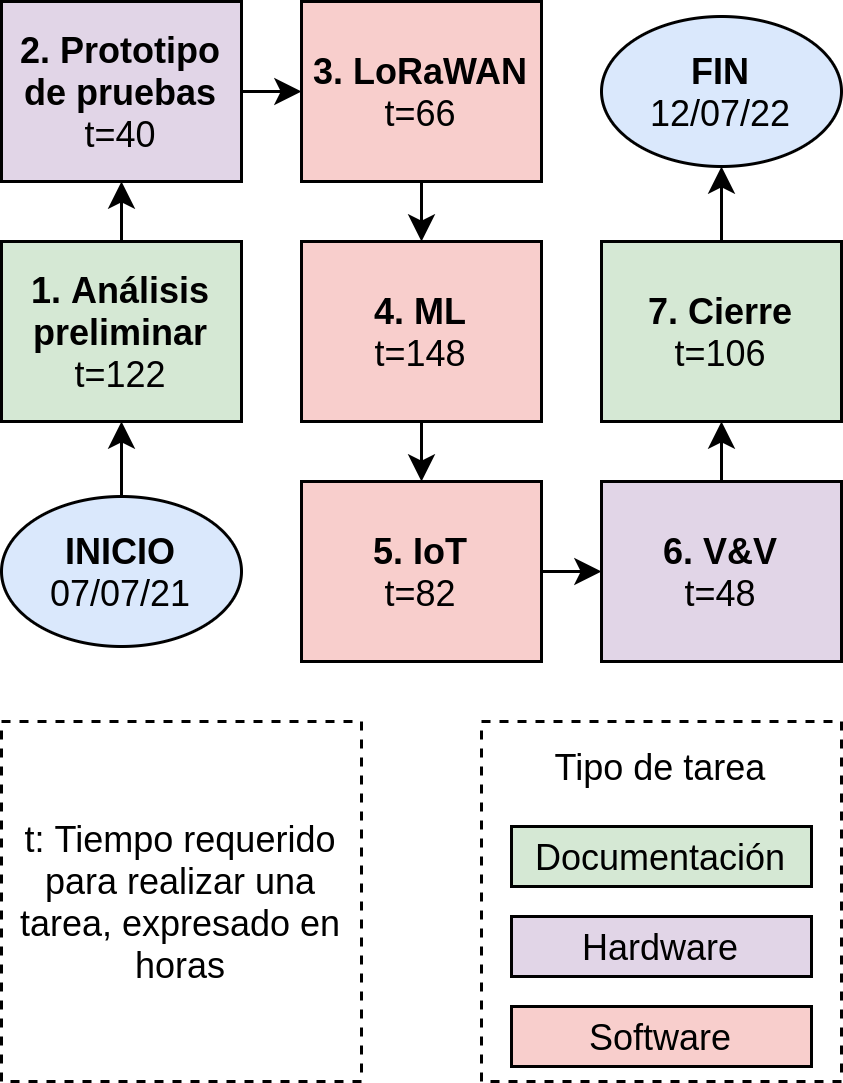 2. Prototipo
de pruebas
t=40
3. LoRaWAN
t=66
FIN
12/07/22
1. Análisis
preliminar
t=122
4. ML
t=148
7. Cierre
t=106
INICIO
07/07/21
5. IoT
t=82
6. V&V
t=48
t: Tiempo requerido
para realizar una
tarea, expresado en
horas
Tipo de tarea
Documentación
Hardware
Software